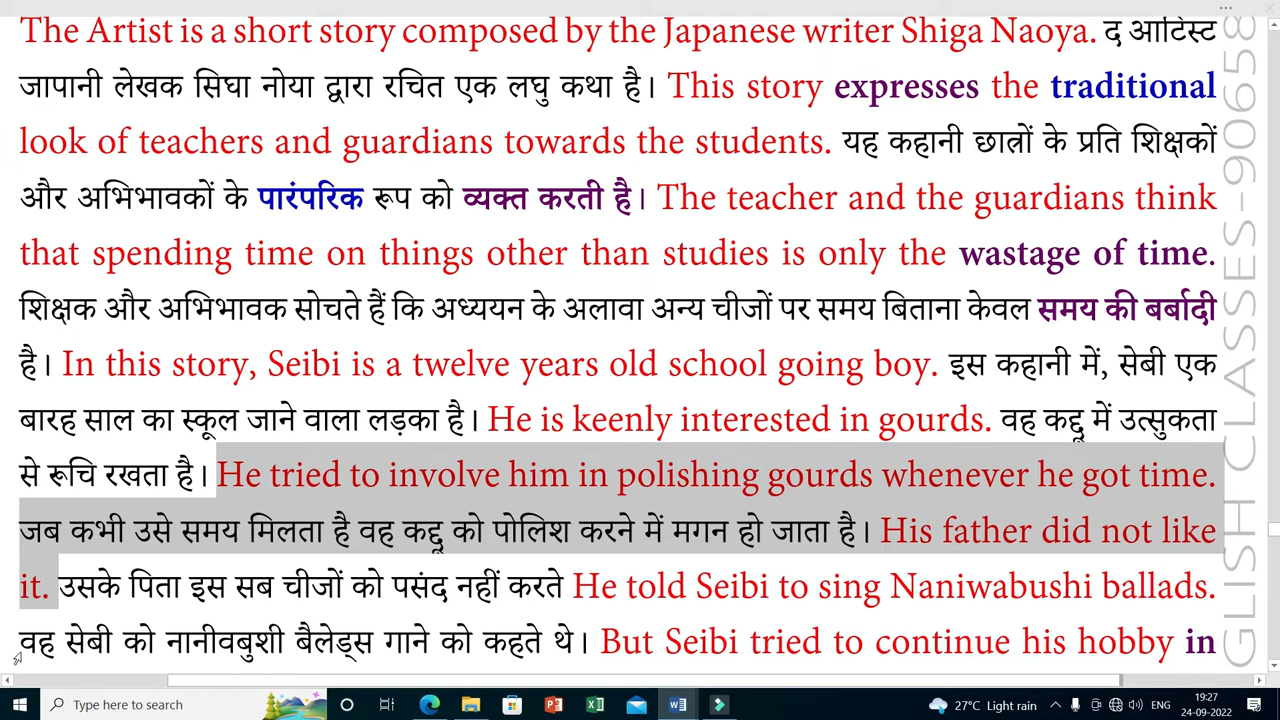 The Artist is a short story composed by the Japanese writer Shiga Naoya. द आर्टिस्ट
जापानी लेखक सिघा नोया द्वारा रचित एक लघु कथा है। This story expresses the traditional
look of teachers and guardians towards the students. यह कहानी छात्रों के प्रति शिक्षकों
और अभिभावकों के पारंपरिक रूप को व्यक्त करती है। The teacher and the guardians think
that spending time on things other than studies is only the wastage of time.
शिक्षक और अभिभावक सोचते हैं कि अध्ययन के अलावा अन्य चीजों पर समय बिताना केवल समय की बर्बादी
है। In this story, Seibi is a twelve years old school going boy. इस कहानी में, सेबी एक
बारह साल का स्कूल जाने वाला लड़का है। He is keenly interested in gourds. वह कद्दू में उत्सुकता
से रूचि रखता है। He tried to involve him in polishing gourds whenever he got time.
जब कभी उसे समय मिलता है वह कद्दू को पोलिश करने में मगन हो जाता है। His father did not like
it. उसके पिता इस सब चीजों को पसंद नहीं करते He told Seibi to sing Naniwabushi ballads.
वह सेबी को नानीवबुशी बैलेड्स गाने को कहते थे। But Seibi tried to continue his hobby in
GLISH CLASSES-90658
Type here to search
27°C Light rain
ENG
19:27
24-09-2022